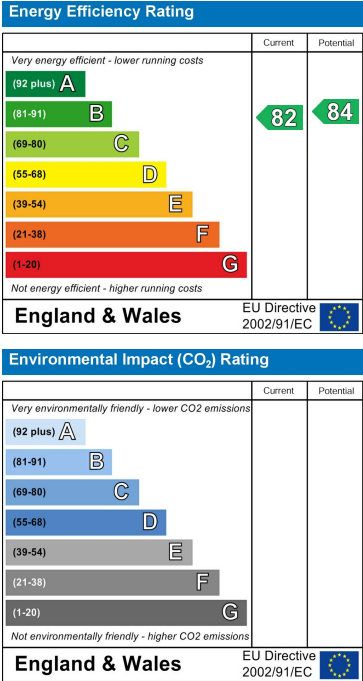 Energy Efficiency Rating
Current Potential
Very energy efficient - lower running costs
(92 plus) A
(81-91) B
82 84
(69-80) C
(55-68) D
(39-54) E
(21-38) F
(1-20) G
Not energy efficient - higher running costs
England & Wales
EU Directive
2002/91/EC
Environmental Impact (CO₂) Rating
Current Potential
Very environmentally friendly - lower CO2 emissions
(92 plus) A
(81-91) B
(69-80) C
(55-68) D
(39-54) E
(21-38) F
(1-20) G
Not environmentally friendly - higher CO2 emissions
England & Wales
EU Directive
2002/91/EC